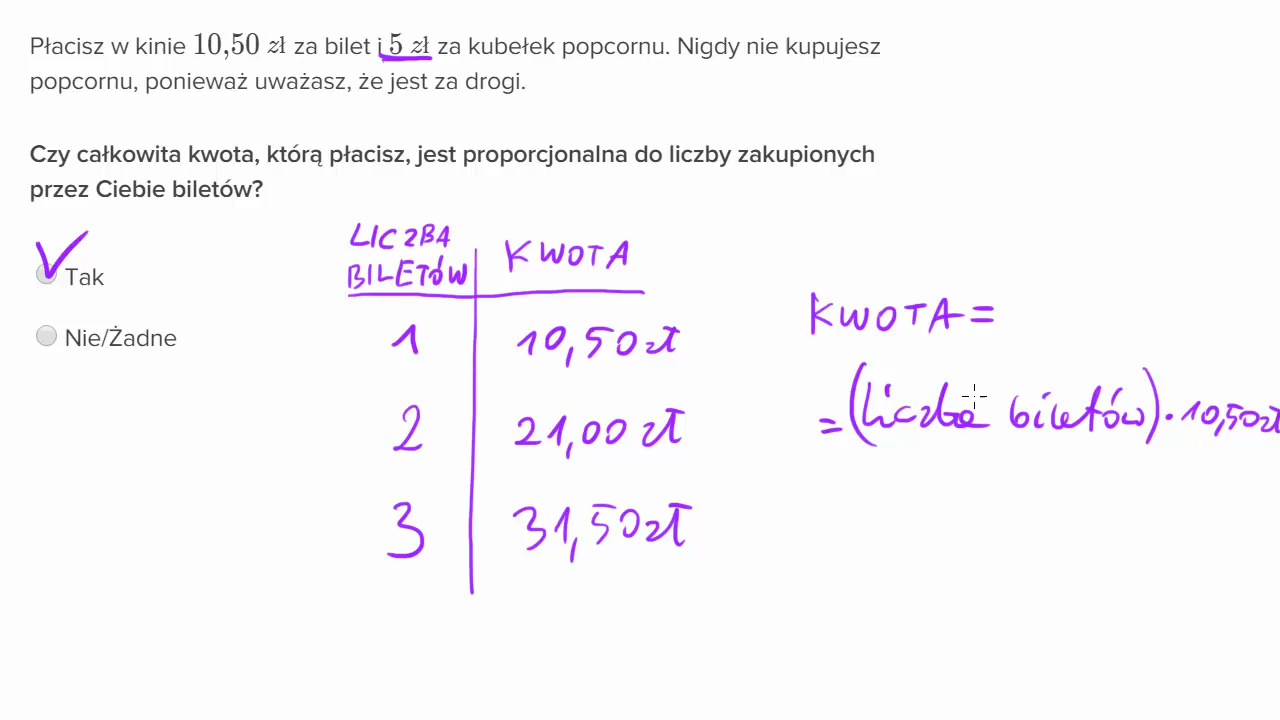 Płacisz w kinie 10,50 zł za bilet i 5 zł za kubełek popcornu. Nigdy nie kupujesz
popcornu, ponieważ uważasz, że jest za drogi.
Czy całkowita kwota, którą płacisz, jest proporcjonalna do liczby zakupionych
przez Ciebie biletów?
Tak
Nie/Żadne
LICZBA
BILETÓW
KWOTA
1 10,50 zł
2 21,00 zł
3 31,50 zł
KWOTA =
= (liczba biletów) · 10,50 zł